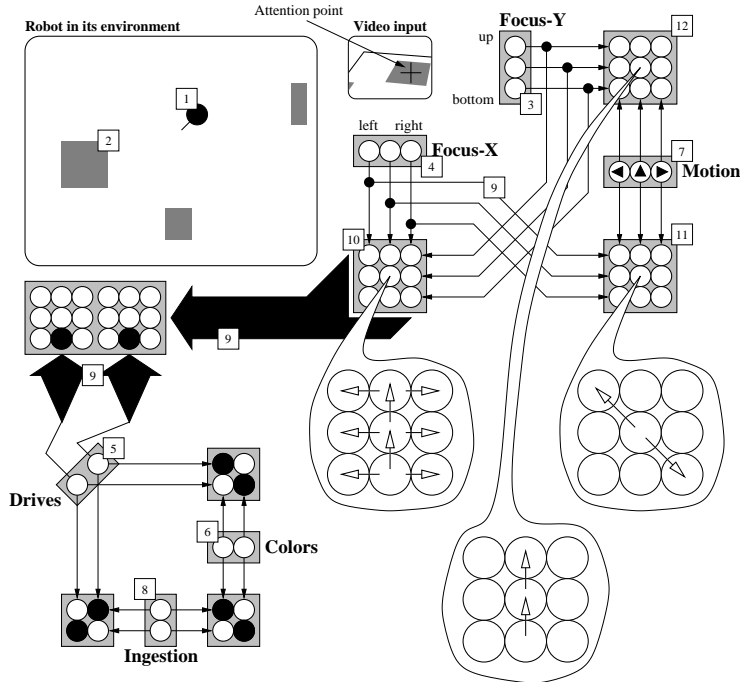 Attention point
Robot in its environment
Video input
Focus-Y
12
up
1
3
bottom
2
left right
Focus-X
4
9
7
Motion
10
11
9
9
5
Drives
6
Colors
8
Ingestion